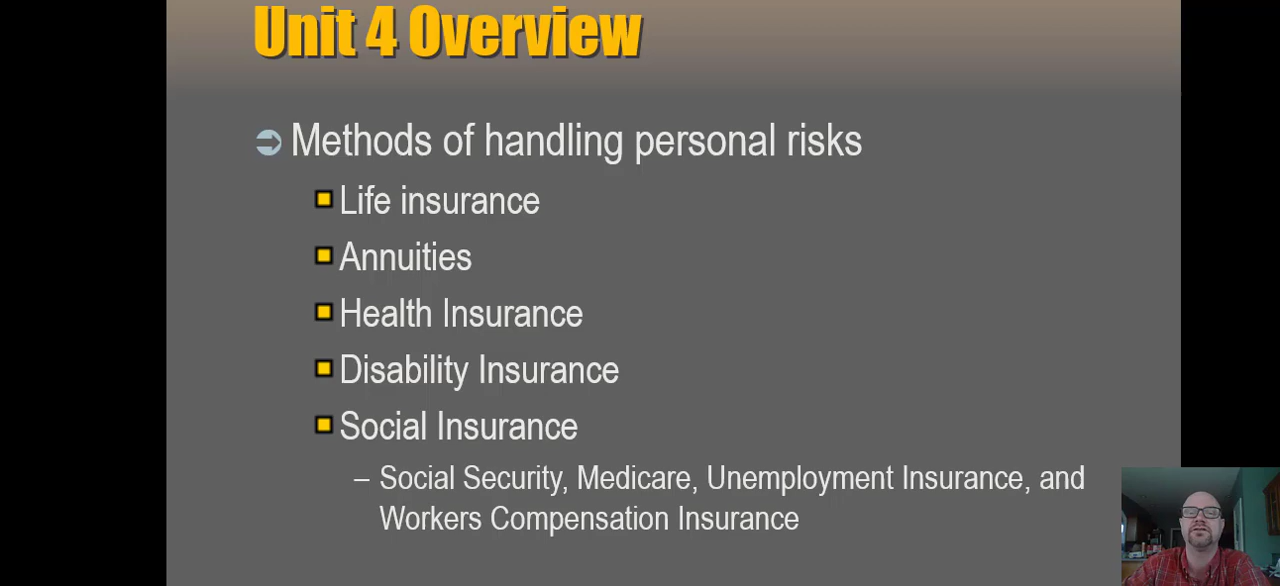 Unit 4 Overview
Methods of handling personal risks
Life insurance
Annuities
Health Insurance
Disability Insurance
Social Insurance
– Social Security, Medicare, Unemployment Insurance, and
Workers Compensation Insurance